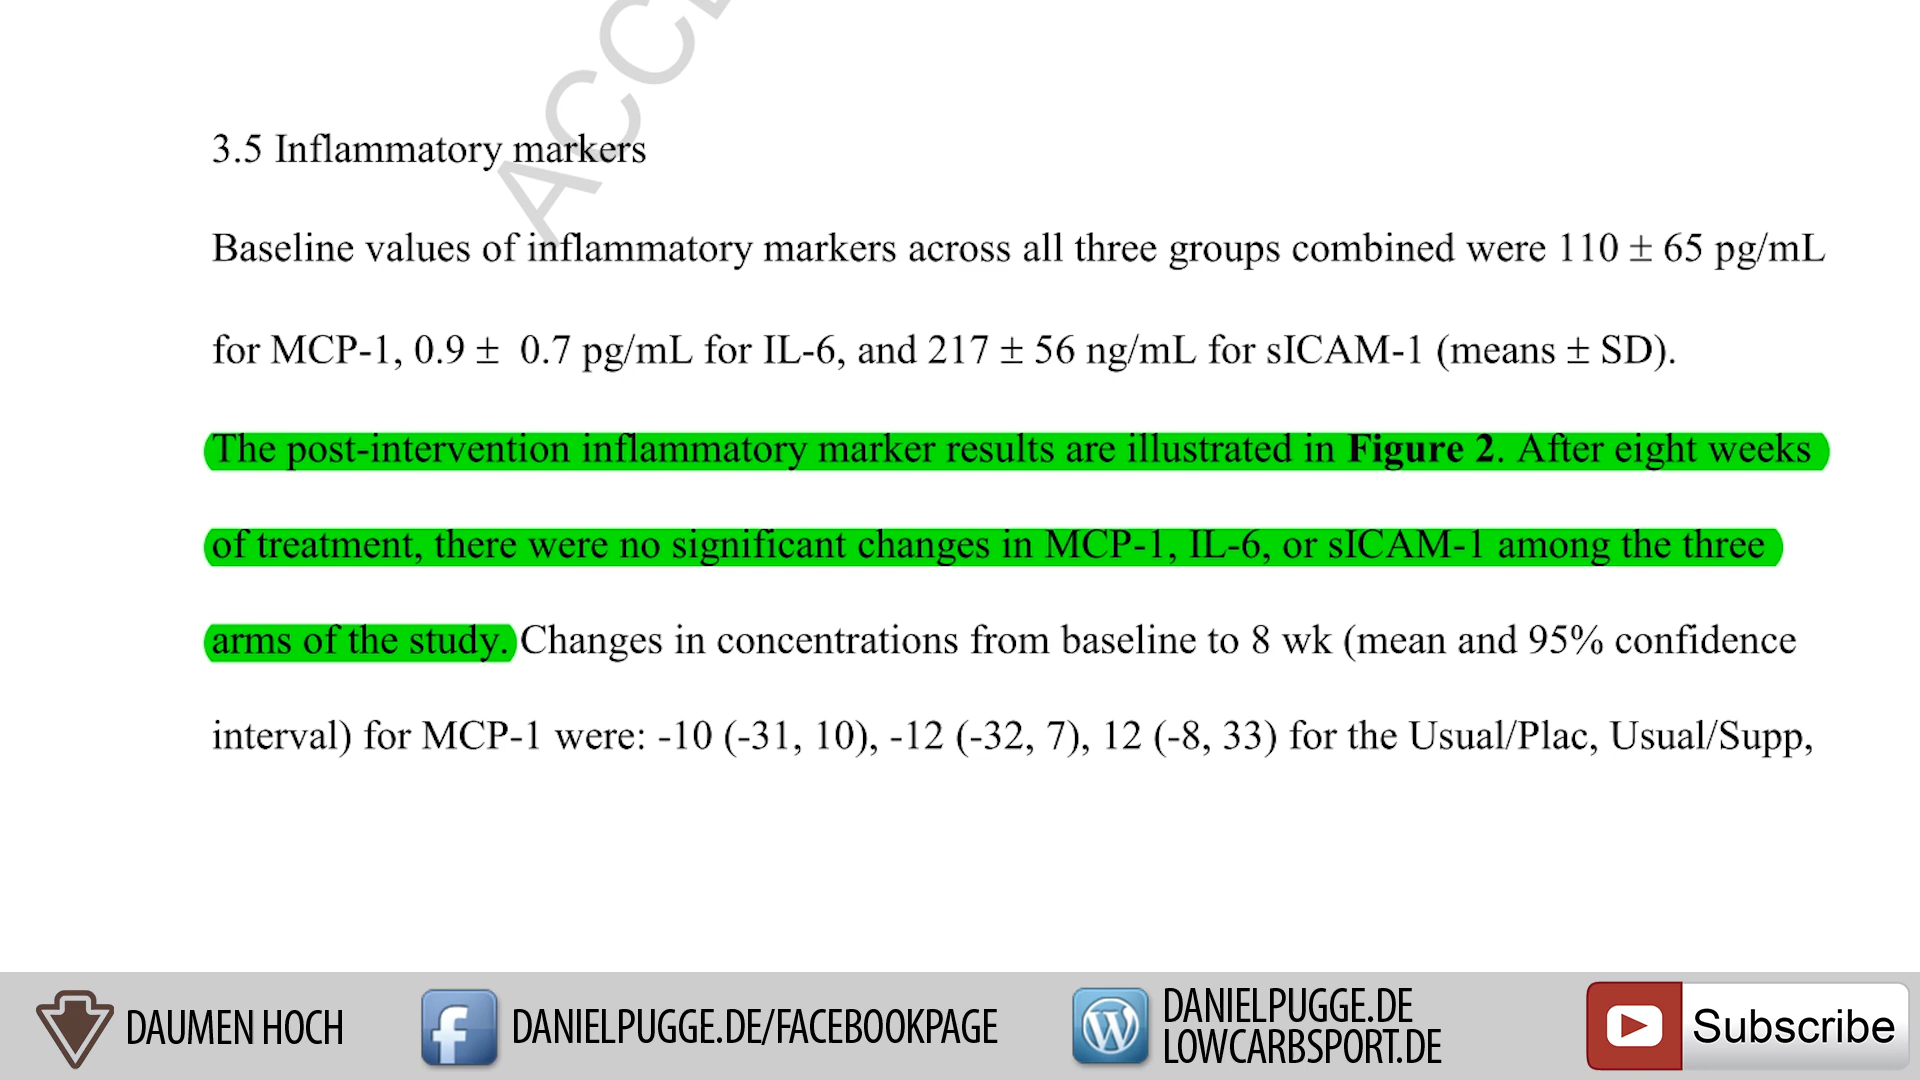 ACCE
3.5 Inflammatory markers
Baseline values of inflammatory markers across all three groups combined were 110 ± 65 pg/mL
for MCP-1, 0.9 ± 0.7 pg/mL for IL-6, and 217 ± 56 ng/mL for sICAM-1 (means ± SD).
The post-intervention inflammatory marker results are illustrated in Figure 2. After eight weeks
of treatment, there were no significant changes in MCP-1, IL-6, or sICAM-1 among the three
arms of the study. Changes in concentrations from baseline to 8 wk (mean and 95% confidence
interval) for MCP-1 were: -10 (-31, 10), -12 (-32, 7), 12 (-8, 33) for the Usual/Plac, Usual/Supp,
DAUMEN HOCH
DANIELPUGGE.DE/FACEBOOKPAGE
DANIELPUGGE.DE
LOWCARBSPORT.DE
Subscribe